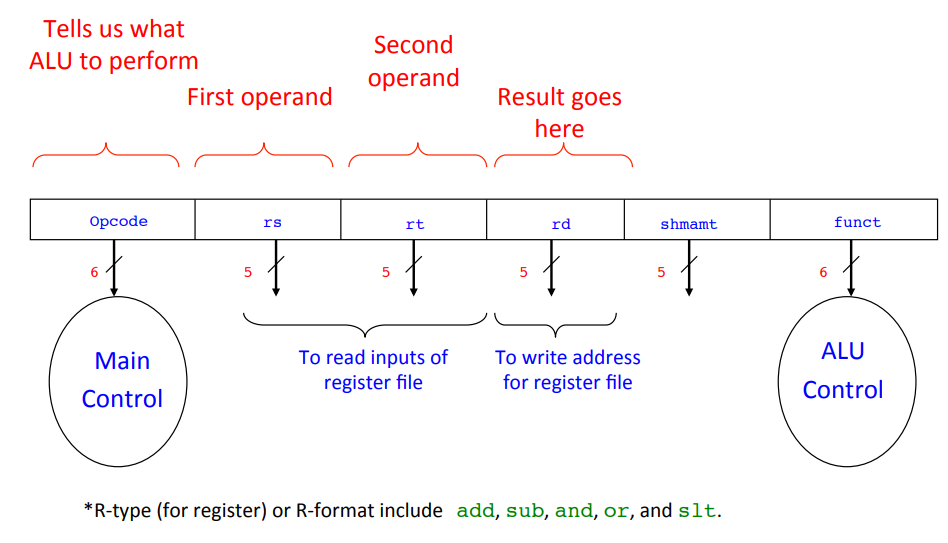 Tells us what
ALU to perform
First operand
Second
operand
Result goes
here
Opcode rs rt rd shmamt funct
6 5 5 5 5 6
Main
Control
To read inputs of
register file
To write address
for register file
ALU
Control
*R-type (for register) or R-format include add, sub, and, or, and slt.